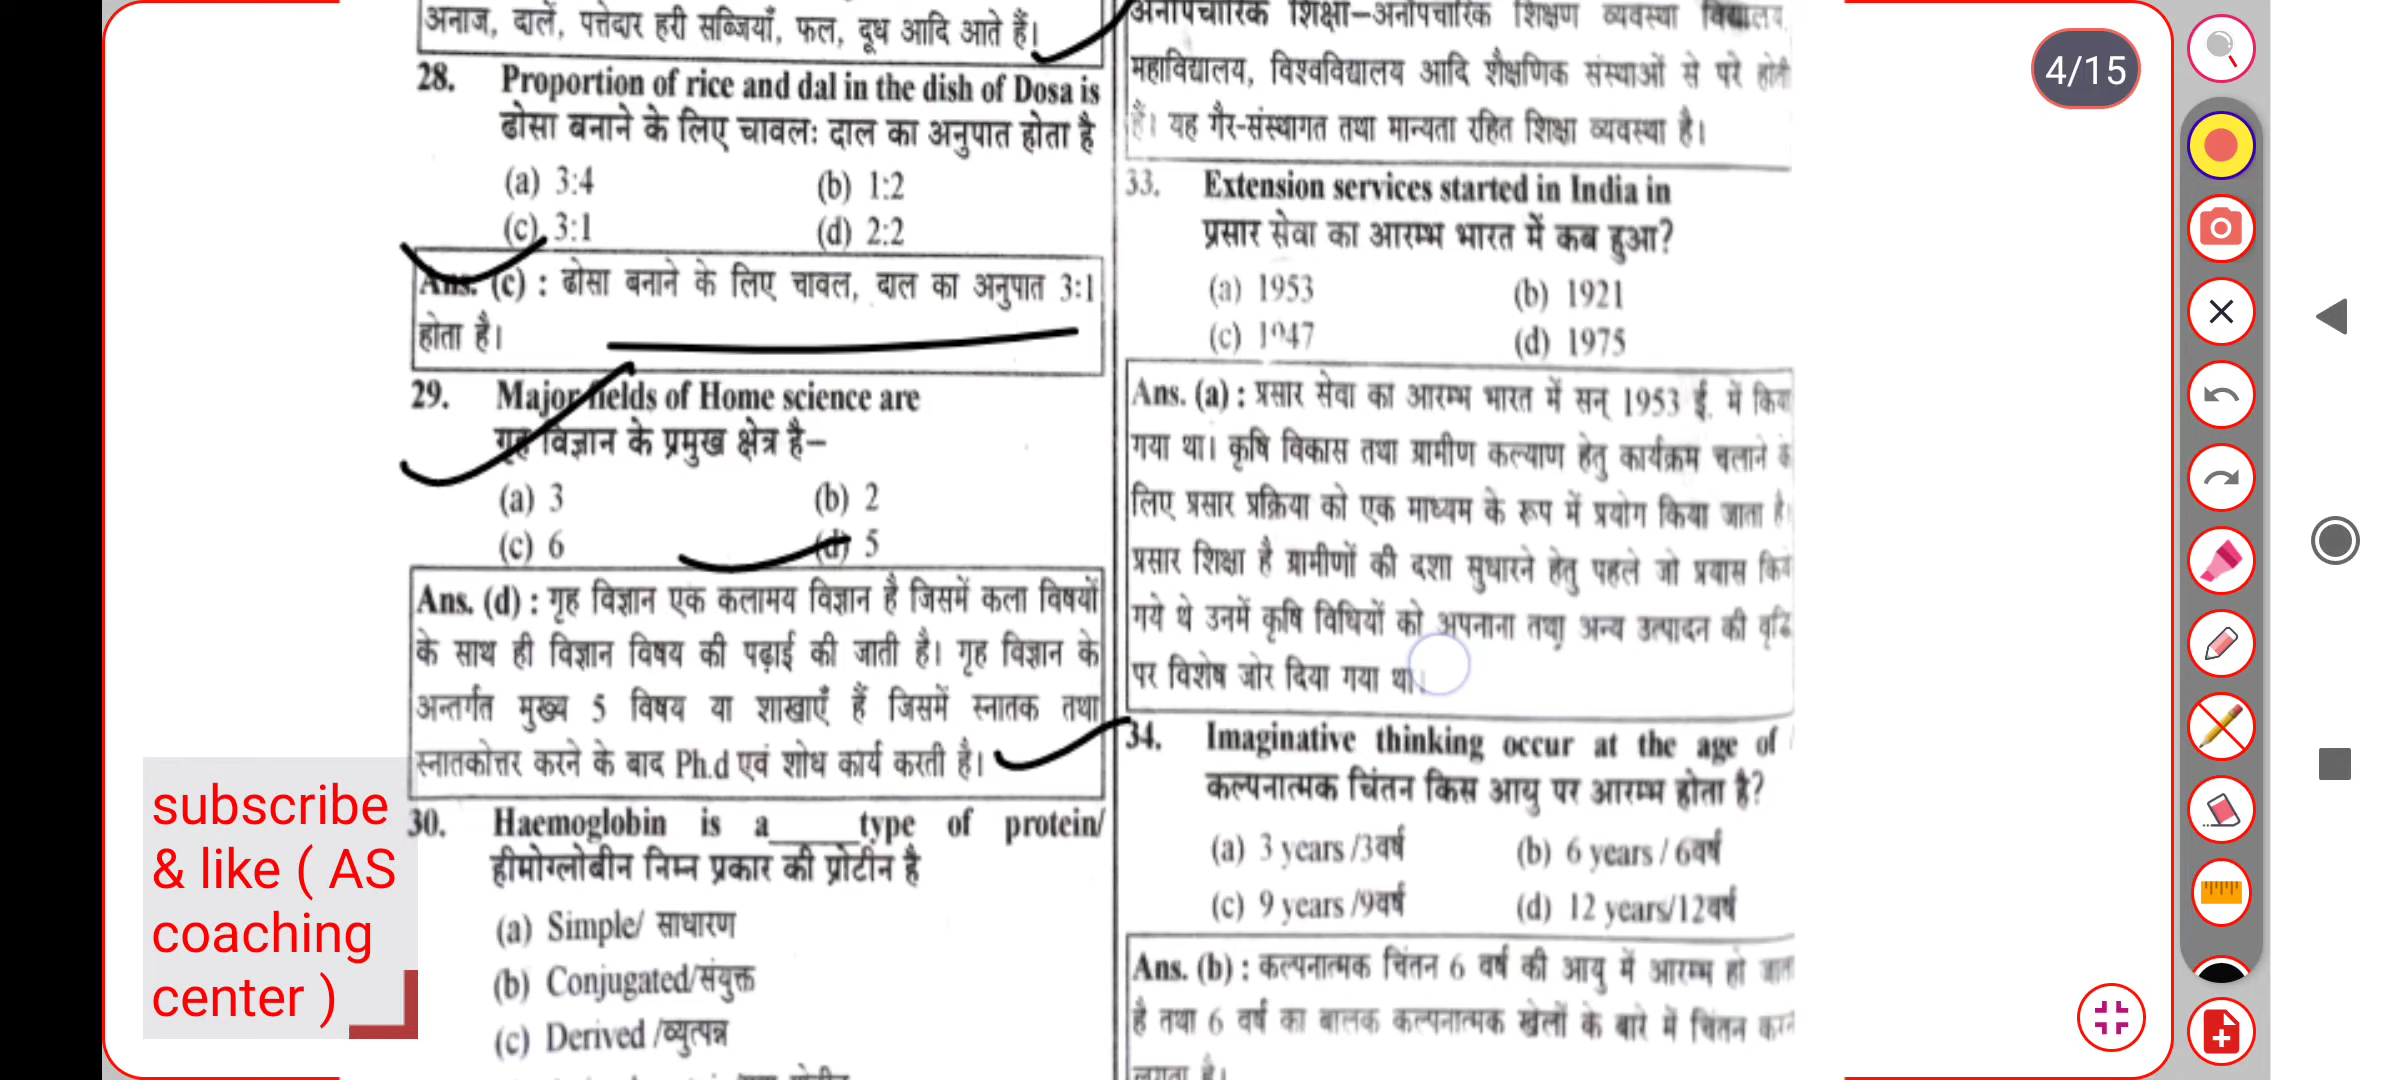 अनाज, दालें, पत्तेदार हरी सब्जियाँ, फल, दूध आदि आते हैं।
28. Proportion of rice and dal in the dish of Dosa is
ढोसा बनाने के लिए चावलः दाल का अनुपात होता है
(a) 3:4 (b) 1:2
(c) 3:1 (d) 2:2
Ans. (c) : ढोसा बनाने के लिए चावल, दाल का अनुपात 3:1
होता है।
29. Major fields of Home science are
गृह विज्ञान के प्रमुख क्षेत्र है–
(a) 3 (b) 2
(c) 6 (d) 5
Ans. (d) : गृह विज्ञान एक कलामय विज्ञान है जिसमें कला विषयों
के साथ ही विज्ञान विषय की पढ़ाई की जाती है। गृह विज्ञान के
अन्तर्गत मुख्य 5 विषय या शाखाएँ हैं जिसमें स्नातक तथा
स्नातकोत्तर करने के बाद Ph.d एवं शोध कार्य करती है।
30. Haemoglobin is a_____type of protein/
हीमोग्लोबीन निम्न प्रकार की प्रोटीन है
(a) Simple/ साधारण
(b) Conjugated/संयुक्त
(c) Derived /व्युत्पन्न
अनौपचारिक शिक्षा–अनौपचारिक शिक्षण व्यवस्था विद्यालय,
महाविद्यालय, विश्वविद्यालय आदि शैक्षणिक संस्थाओं से परे होती
है। यह गैर-संस्थागत तथा मान्यता रहित शिक्षा व्यवस्था है।
33. Extension services started in India in
प्रसार सेवा का आरम्भ भारत में कब हुआ?
(a) 1953 (b) 1921
(c) 1947 (d) 1975
Ans. (a) : प्रसार सेवा का आरम्भ भारत में सन् 1953 ई. में किया
गया था। कृषि विकास तथा ग्रामीण कल्याण हेतु कार्यक्रम चलाने के
लिए प्रसार प्रक्रिया को एक माध्यम के रूप में प्रयोग किया जाता है।
प्रसार शिक्षा है ग्रामीणों की दशा सुधारने हेतु पहले जो प्रयास किये
गये थे उनमें कृषि विधियों को अपनाना तथा अन्य उत्पादन की वृद्धि
पर विशेष जोर दिया गया था।
34. Imaginative thinking occur at the age of
कल्पनात्मक चिंतन किस आयु पर आरम्भ होता है?
(a) 3 years /3वर्ष (b) 6 years / 6वर्ष
(c) 9 years /9वर्ष (d) 12 years/12वर्ष
Ans. (b) : कल्पनात्मक चिंतन 6 वर्ष की आयु में आरम्भ हो जाता
है तथा 6 वर्ष का बालक कल्पनात्मक खेलों के बारे में चिंतन करने
लगता है।
4/15
subscribe
& like ( AS
coaching
center )